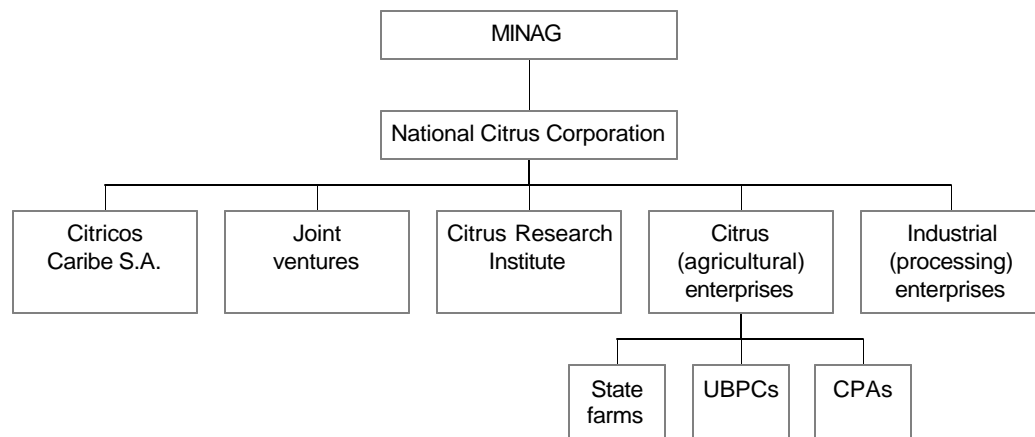 MINAG
National Citrus Corporation
Citricos
Caribe S.A.
Joint
ventures
Citrus Research
Institute
Citrus
(agricultural)
enterprises
Industrial
(processing)
enterprises
State
farms
UBPCs
CPAs